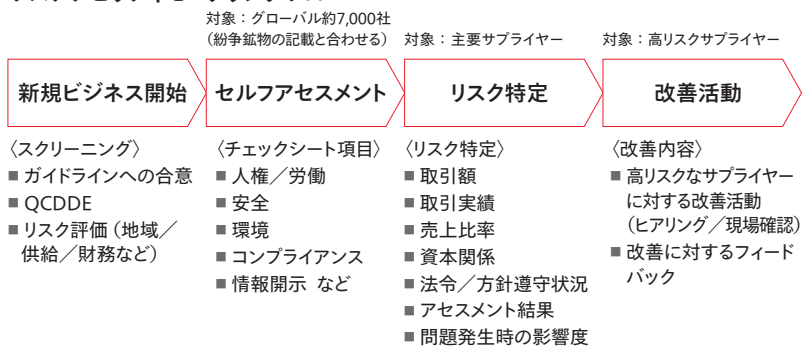 対象：グローバル約7,000社
（紛争鉱物の記載と合わせる）
対象：主要サプライヤー
対象：高リスクサプライヤー
新規ビジネス開始
セルフアセスメント
リスク特定
改善活動
〈スクリーニング〉
■ ガイドラインへの合意
■ QCDDE
■ リスク評価（地域／
供給／財務など）
〈チェックシート項目〉
■ 人権／労働
■ 安全
■ 環境
■ コンプライアンス
■ 情報開示 など
〈リスク特定〉
■ 取引額
■ 取引実績
■ 売上比率
■ 資本関係
■ 法令／方針遵守状況
■ アセスメント結果
■ 問題発生時の影響度
〈改善内容〉
■ 高リスクなサプライヤー
に対する改善活動
（ヒアリング／現場確認）
■ 改善に対するフィード
バック